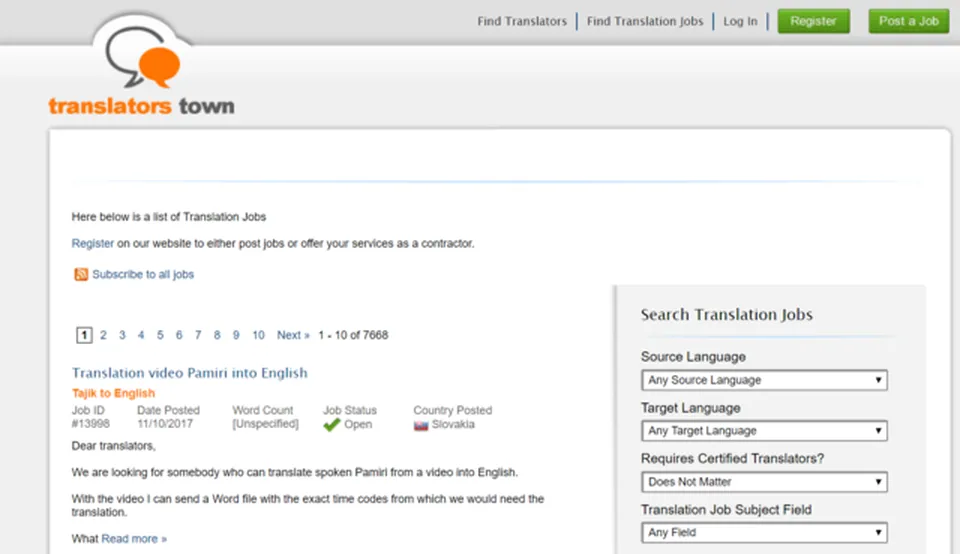 Find Translators | Find Translation Jobs | Log In | Register Post a Job
translators town
Here below is a list of Translation Jobs
Register on our website to either post jobs or offer your services as a contractor.
Subscribe to all jobs
1 2 3 4 5 6 7 8 9 10 Next » 1 - 10 of 7668
Translation video Pamiri into English
Tajik to English
Job ID Date Posted Word Count Job Status Country Posted
#13998 11/10/2017 [Unspecified] Open Slovakia
Dear translators,
We are looking for somebody who can translate spoken Pamiri from a video into English.
With the video I can send a Word file with the exact time codes from which we would need the
translation.
What Read more »
Search Translation Jobs
Source Language
Any Source Language
Target Language
Any Target Language
Requires Certified Translators?
Does Not Matter
Translation Job Subject Field
Any Field